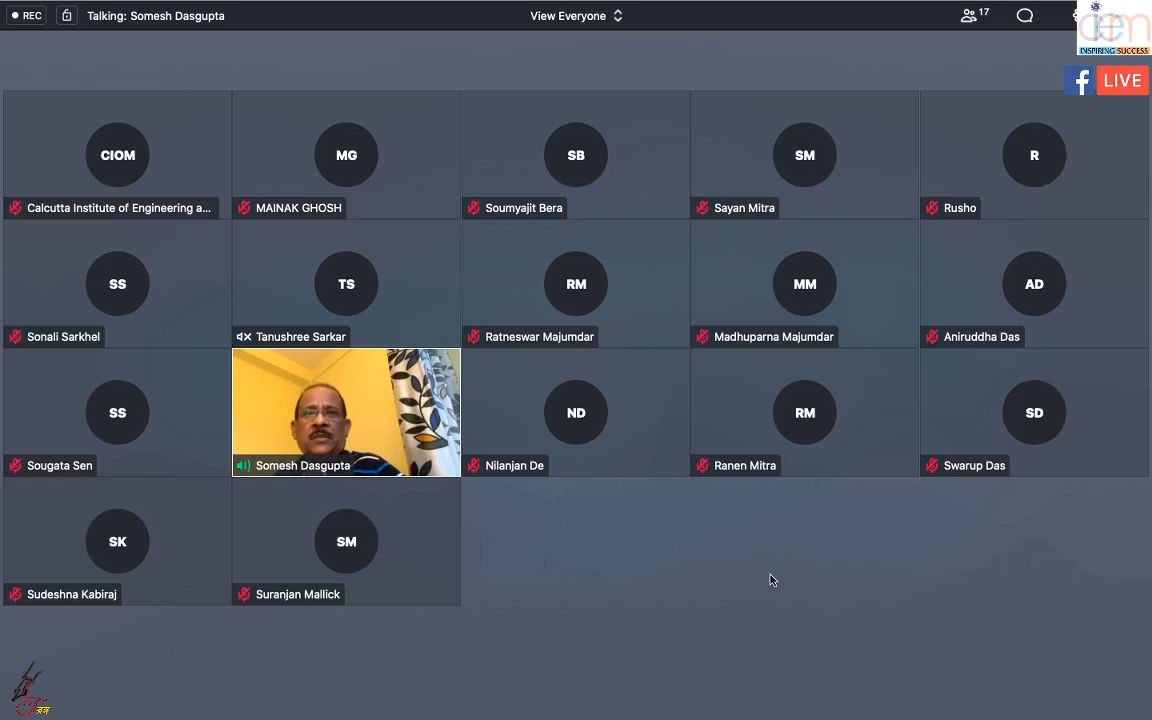 REC
Talking: Somesh Dasgupta
View Everyone
17
INSPIRING SUCCESS
f LIVE
CIOM
MG
SB
SM
R
Calcutta Institute of Engineering a...
MAINAK GHOSH
Soumyajit Bera
Sayan Mitra
Rusho
SS
TS
RM
MM
AD
Sonali Sarkhel
Tanushree Sarkar
Ratneswar Majumdar
Madhuparna Majumdar
Aniruddha Das
SS
ND
RM
SD
Sougata Sen
Somesh Dasgupta
Nilanjan De
Ranen Mitra
Swarup Das
SK
SM
Sudeshna Kabiraj
Suranjan Mallick